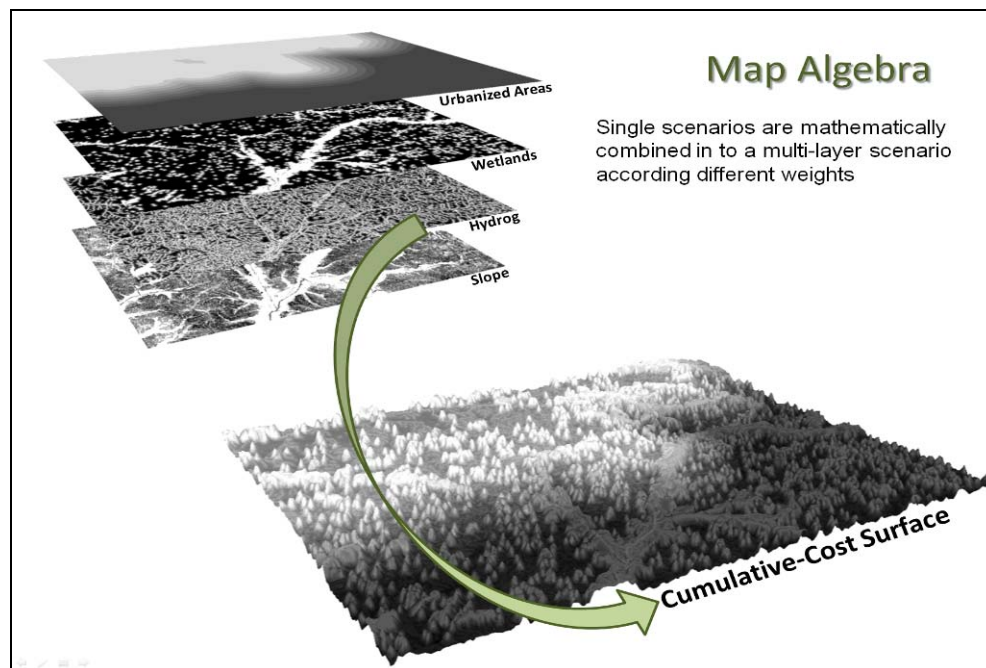 Map Algebra
Single scenarios are mathematically
combined in to a multi-layer scenario
according different weights
Urbanized Areas
Wetlands
Hydrog
Slope
Cumulative-Cost Surface